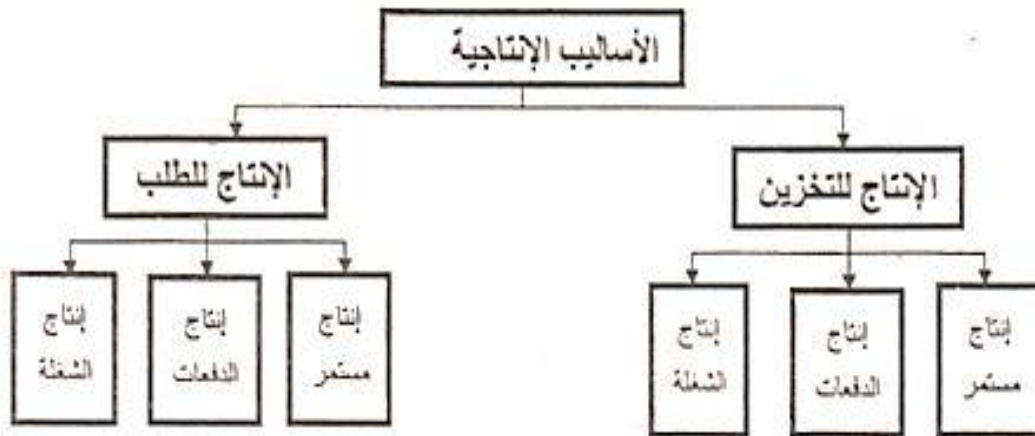 الأساليب الإنتاجية
الإنتاج للتخزين
الإنتاج للطلب
إنتاج
مستمر
إنتاج
الدفعات
إنتاج
الشغلة
إنتاج
مستمر
إنتاج
الدفعات
إنتاج
الشغلة